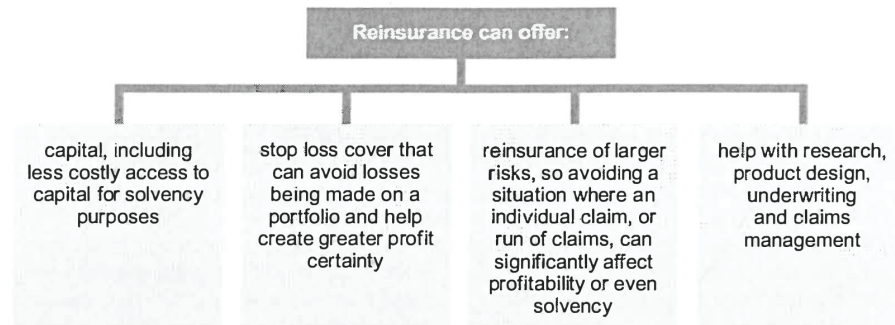 Reinsurance can offer:
capital, including
less costly access to
capital for solvency
purposes
stop loss cover that
can avoid losses
being made on a
portfolio and help
create greater profit
certainty
reinsurance of larger
risks, so avoiding a
situation where an
individual claim, or
run of claims, can
significantly affect
profitability or even
solvency
help with research,
product design,
underwriting
and claims
management